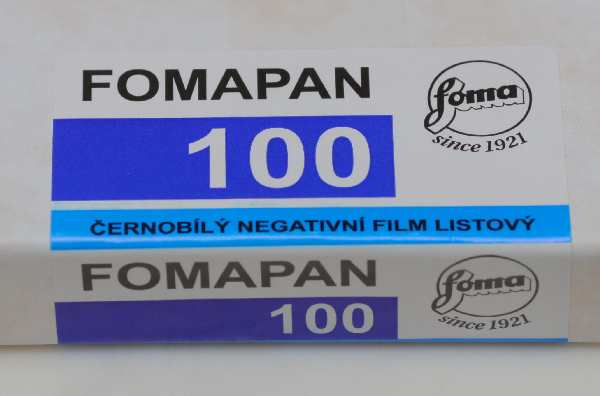 FOMAPAN
foma
100
since 1921
ČERNOBÍLÝ NEGATIVNÍ FILM LISTOVÝ
FOMAPAN
foma
100
since 1921